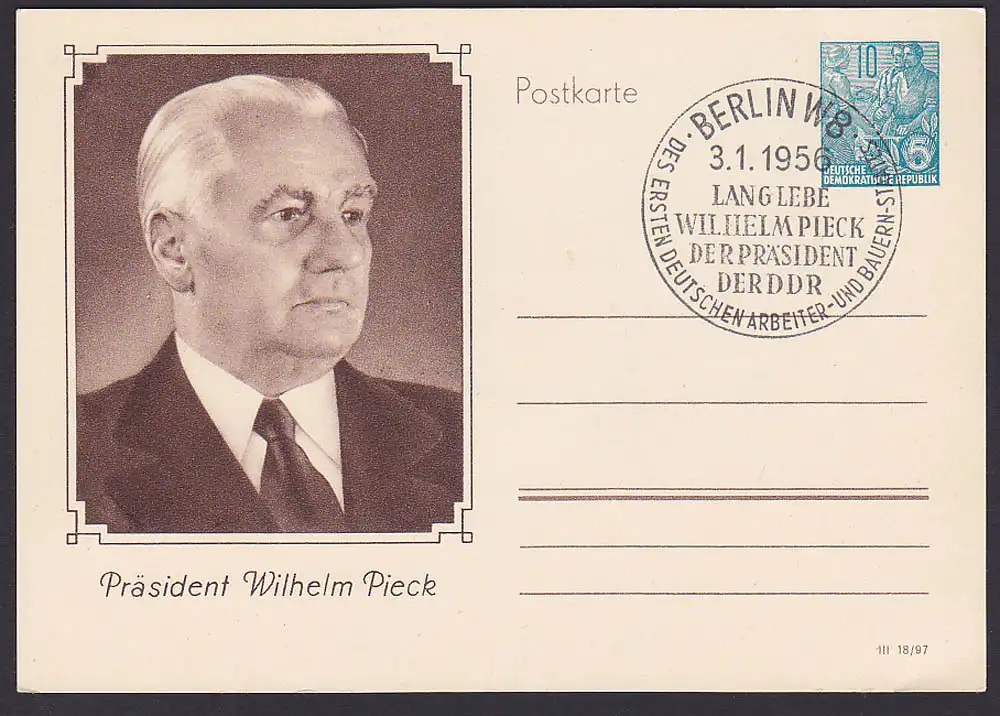 Postkarte
10
DEUTSCHE
DEMOKRATISCHE REPUBLIK
5
BERLIN W8
3.1.1956
LANG LEBE
WILHELM PIECK
DER PRÄSIDENT
DER DDR
DES ERSTEN DEUTSCHEN ARBEITER-UND BAUERN-STAATES
Präsident Wilhelm Pieck
III 18/97